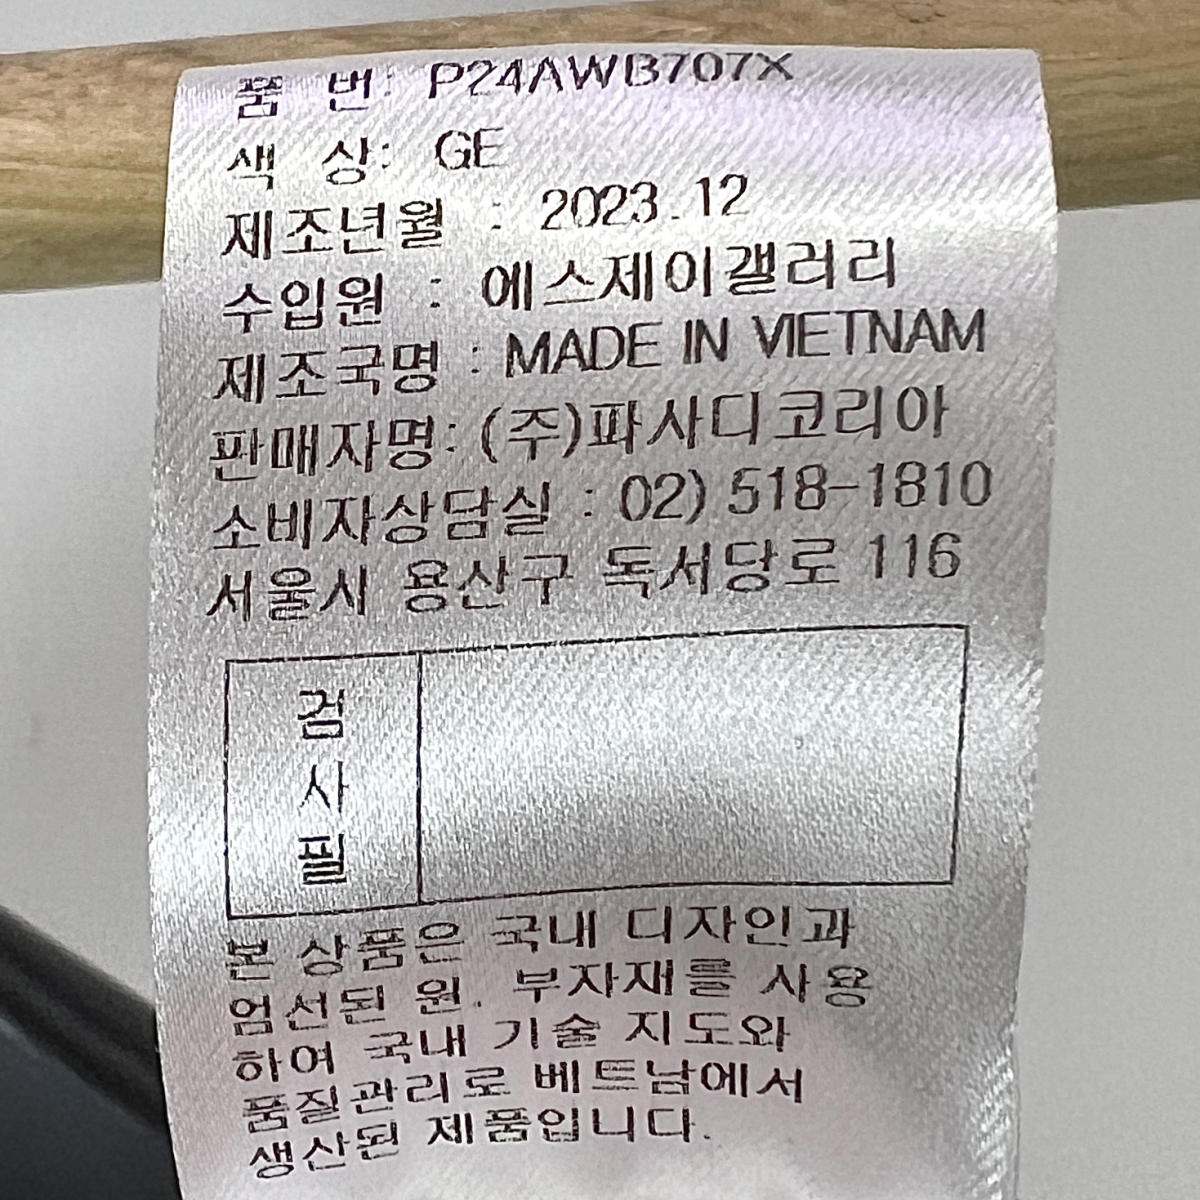 품 번: P24AWB707X
색 상: GE
제조년월 : 2023.12
수입원 : 에스제이갤러리
제조국명 : MADE IN VIETNAM
판매자명: (주)파사디코리아
소비자상담실 : 02) 518-1810
서울시 용산구 독서당로 116
검
사
필
본 상품은 국내 디자인과
엄선된 원. 부자재를 사용
하여 국내 기술 지도와
품질관리로 베트남에서
생산된 제품입니다.